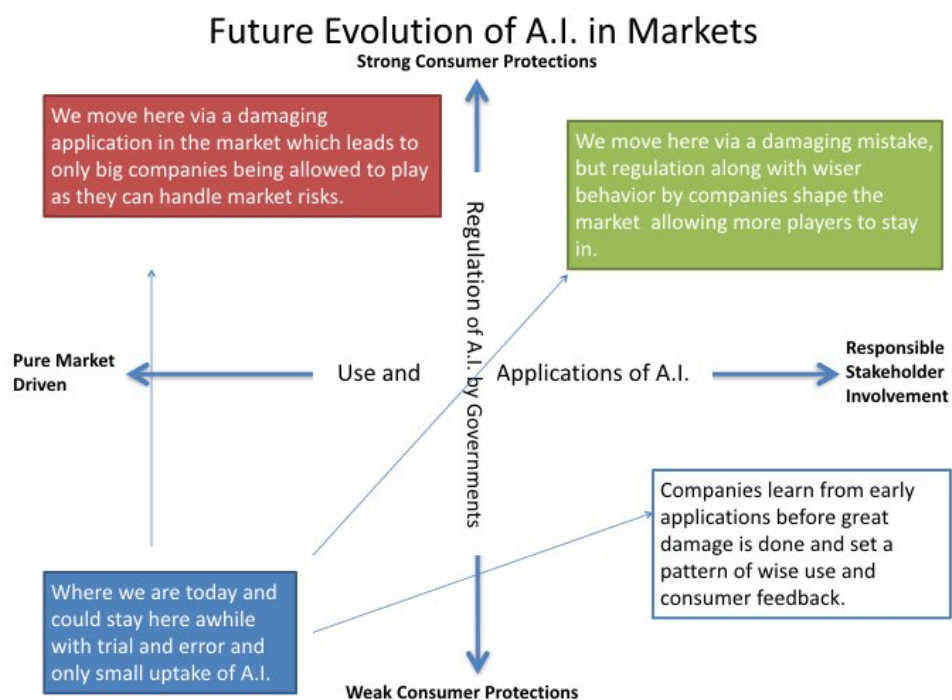 Future Evolution of A.I. in Markets
Strong Consumer Protections
We move here via a damaging
application in the market which leads to
only big companies being allowed to play
as they can handle market risks.
We move here via a damaging mistake,
but regulation along with wiser
behavior by companies shape the
market allowing more players to stay
in.
Regulation of A.I. by Governments
Pure Market
Driven
Use and
Applications of A.I.
Responsible
Stakeholder
Involvement
Where we are today and
could stay here awhile
with trial and error and
only small uptake of A.I.
Companies learn from early
applications before great
damage is done and set a
pattern of wise use and
consumer feedback.
Weak Consumer Protections